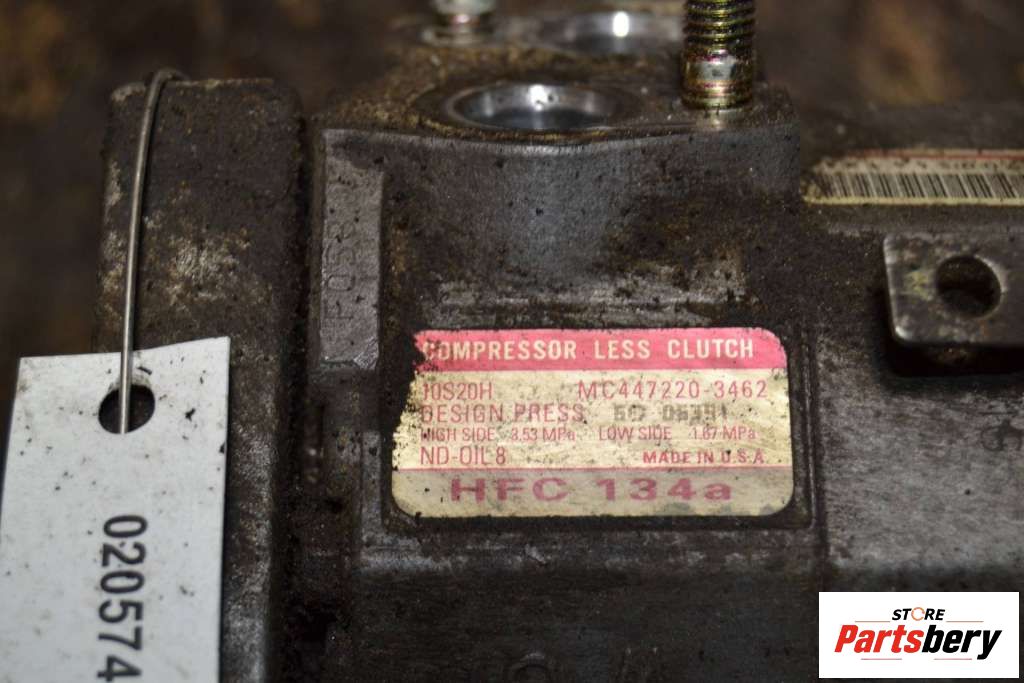 COMPRESSOR LESS CLUTCH
10S20H MC447220-3462
DESIGN PRESS
HIGH SIDE 3.53 MPa LOW SIDE 1.67 MPa
ND-OIL 8 MADE IN U.S.A.
HFC 134a
020574
STORE
Partsbery